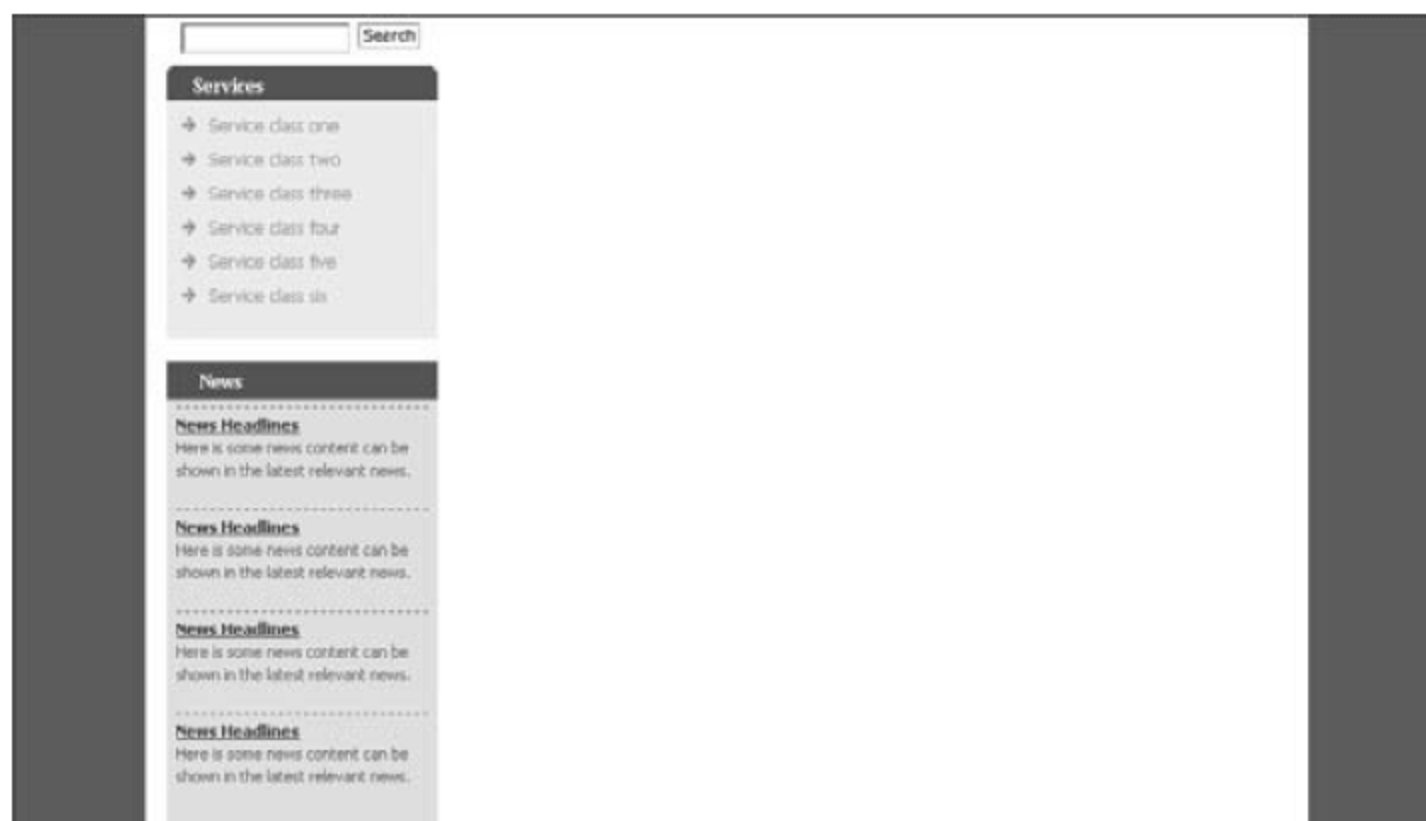 Search
Services
Service class one
Service class two
Service class three
Service class four
Service class five
Service class six
News
News Headlines
Here is some news content can be
shown in the latest relevant news.
News Headlines
Here is some news content can be
shown in the latest relevant news.
News Headlines
Here is some news content can be
shown in the latest relevant news.
News Headlines
Here is some news content can be
shown in the latest relevant news.